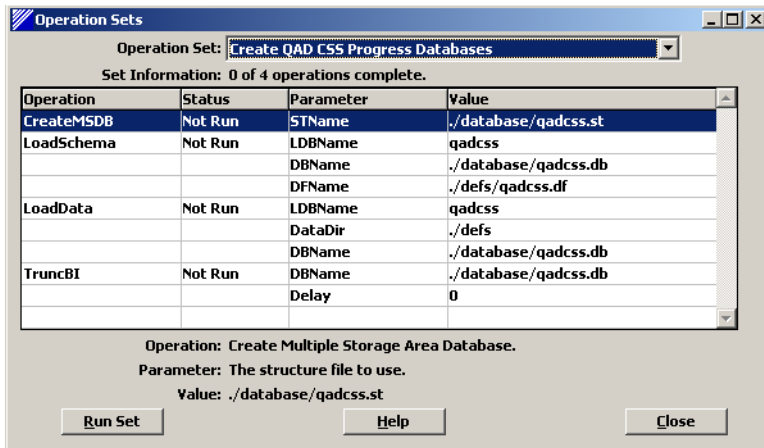 Operation Sets
Operation Set: Create QAD CSS Progress Databases
Set Information: 0 of 4 operations complete.
Operation Status Parameter Value
CreateMSDB Not Run STName ./database/qadcss.st
LoadSchema Not Run LDBName qadcss
DBName ./database/qadcss.db
DFName ./defs/qadcss.df
LoadData Not Run LDBName qadcss
DataDir ./defs
DBName ./database/qadcss.db
TruncBI Not Run DBName ./database/qadcss.db
Delay 0
Operation: Create Multiple Storage Area Database.
Parameter: The structure file to use.
Value: ./database/qadcss.st
Run Set Help Close